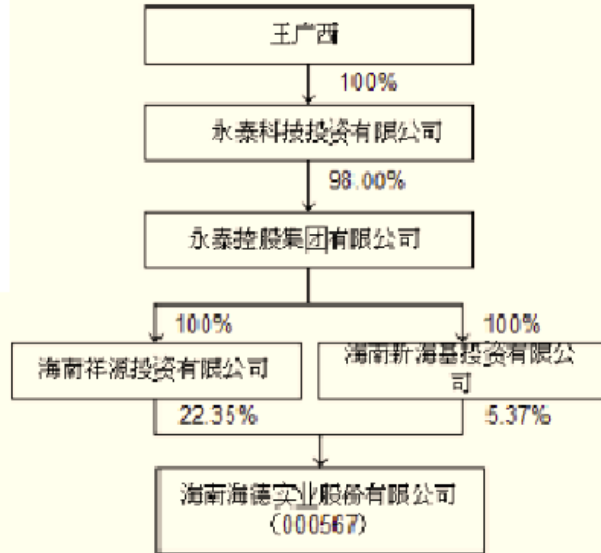 王广西
100%
永泰科技投资有限公司
98.00%
永泰控股集团有限公司
100%
100%
海南祥源投资有限公司
海南新海基投资有限公
司
22.35%
5.37%
海南海德实业股份有限公司
（000567）